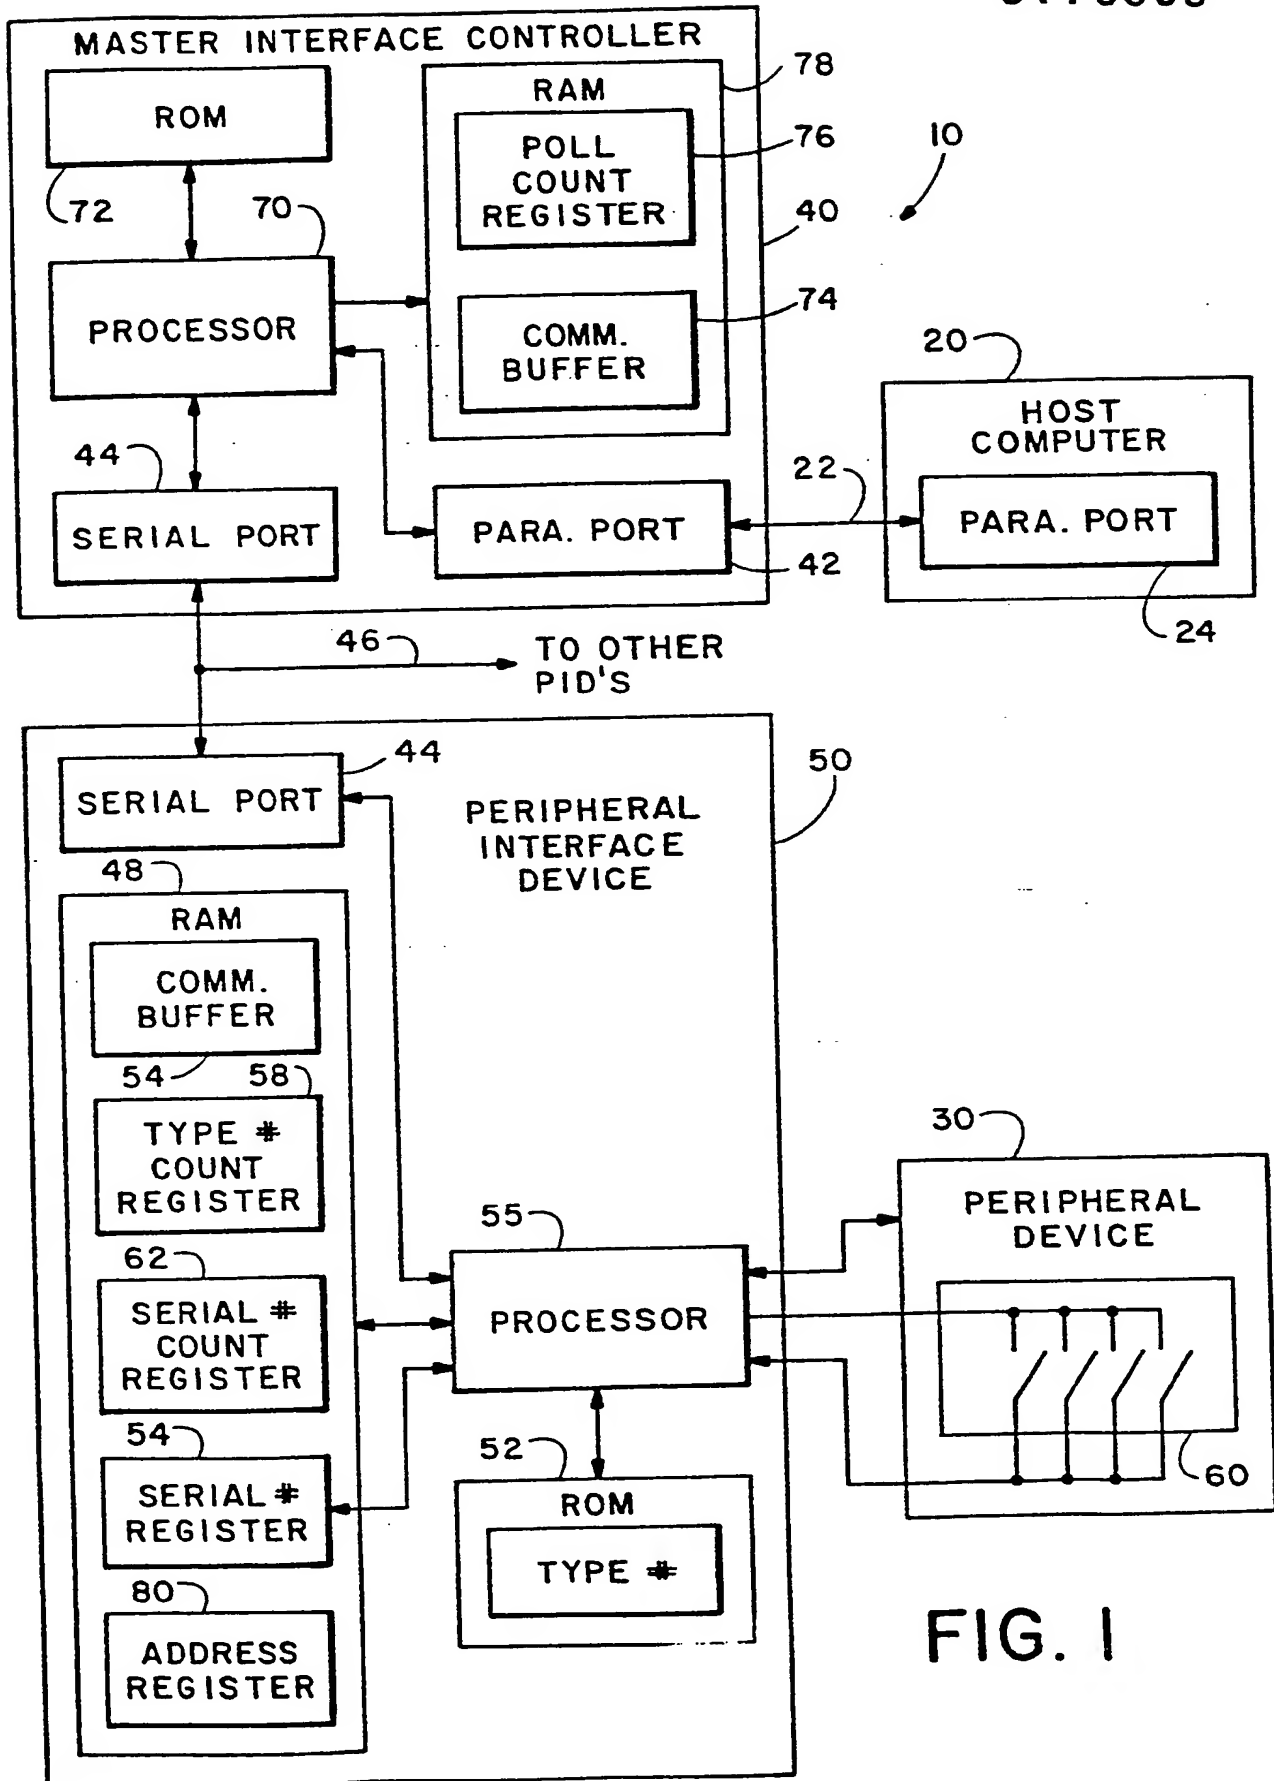 MASTER INTERFACE CONTROLLER
ROM
72
70
RAM
78
POLL
COUNT
REGISTER
76
40
10
PROCESSOR
COMM.
BUFFER
74
44
SERIAL PORT
PARA. PORT
42
22
20
HOST
COMPUTER
PARA. PORT
24
46
TO OTHER
PID'S
44
SERIAL PORT
50
PERIPHERAL
INTERFACE
DEVICE
48
RAM
COMM.
BUFFER
54
58
TYPE #
COUNT
REGISTER
62
SERIAL #
COUNT
REGISTER
54
SERIAL #
REGISTER
80
ADDRESS
REGISTER
55
PROCESSOR
52
ROM
TYPE #
30
PERIPHERAL
DEVICE
60
FIG. 1